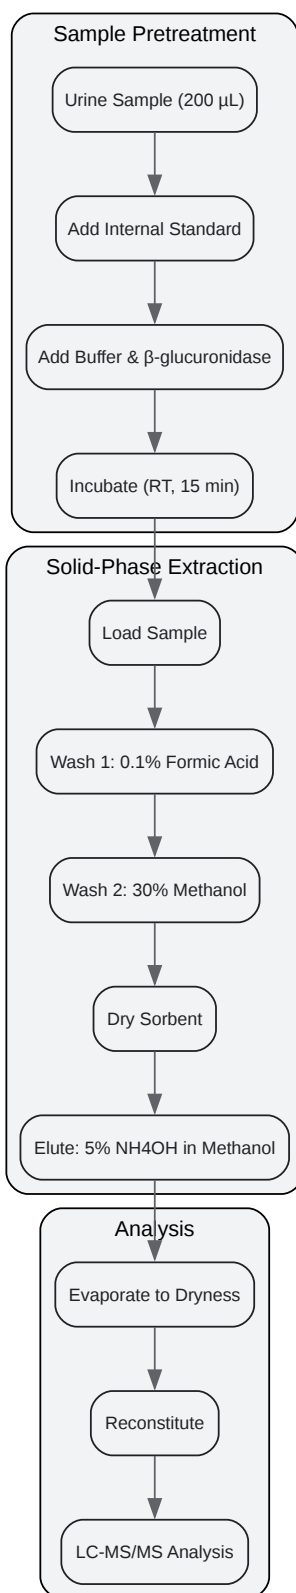 Sample Pretreatment
Urine Sample (200 µL)
Add Internal Standard
Add Buffer & β-glucuronidase
Incubate (RT, 15 min)
Solid-Phase Extraction
Load Sample
Wash 1: 0.1% Formic Acid
Wash 2: 30% Methanol
Dry Sorbent
Elute: 5% NH4OH in Methanol
Analysis
Evaporate to Dryness
Reconstitute
LC-MS/MS Analysis